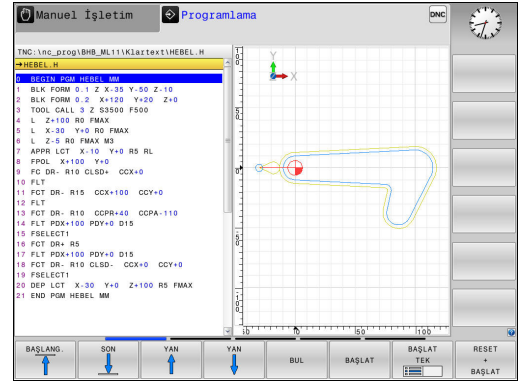 Manuel İşletim
Programlama
DNC
TNC:\nc_prog\BHB_ML11\Klartext\HEBEL.H
→HEBEL.H
0 BEGIN PGM HEBEL MM
1 BLK FORM 0.1 Z X-35 Y-50 Z-10
2 BLK FORM 0.2 X+120 Y+20 Z+0
3 TOOL CALL 3 Z S3500 F500
4 L Z+100 R0 FMAX
5 L X-30 Y+0 R0 FMAX
6 L Z-5 R0 FMAX M3
7 APPR LCT X-10 Y+0 R5 RL
8 FPOL X+100 Y+0
9 FC DR- R10 CLSD+ CCX+0
10 FLT
11 FCT DR- R15 CCX+100 CCY+0
12 FLT
13 FCT DR- R10 CCPR+40 CCPA-110
14 FLT PDX+100 PDY+0 D15
15 FSELECT1
16 FCT DR+ R5
17 FLT PDX+100 PDY+0 D15
18 FCT DR- R10 CLSD- CCX+0 CCY+0
19 FSELECT1
20 DEP LCT X-30 Y+0 Z+100 R5 FMAX
21 END PGM HEBEL MM
Y
X
50
0
50
100
BAŞLANG.
SON
YAN
YAN
BUL
BAŞLAT
BAŞLAT
TEK
RESET
+
BAŞLAT